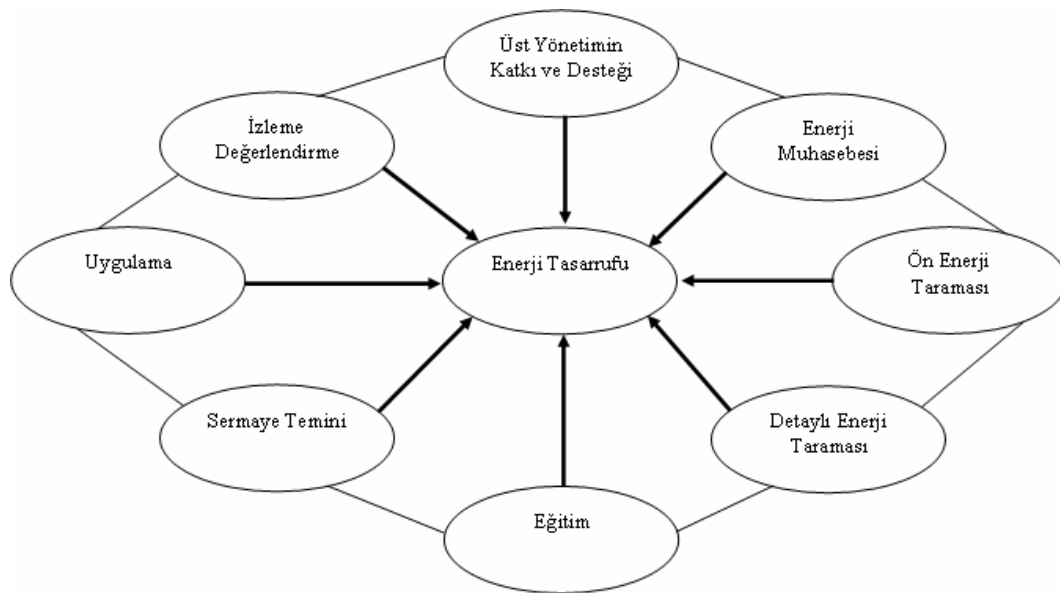 Üst Yönetimin
Katkı ve Desteği
İzleme
Değerlendirme
Enerji
Muhasebesi
Uygulama
Enerji Tasarrufu
Ön Enerji
Taraması
Sermaye Temini
Detaylı Enerji
Taraması
Eğitim